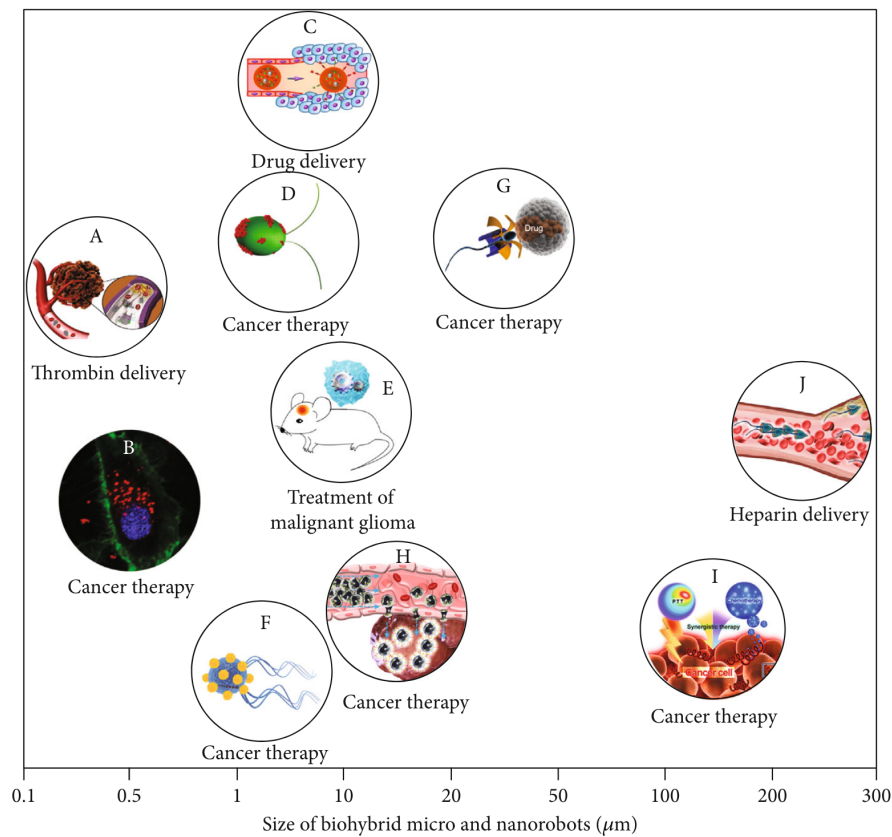 C
Drug delivery
D
Cancer therapy
G
Drug
Cancer therapy
A
Thrombin delivery
E
Treatment of
malignant glioma
J
Heparin delivery
B
Cancer therapy
H
Cancer therapy
I
PTT
Chemotherapy
Synergistic therapy
Cancer cell
Cancer therapy
F
Cancer therapy
0.1 0.5 1 10 20 50 100 200 300
Size of biohybrid micro and nanorobots (μm)